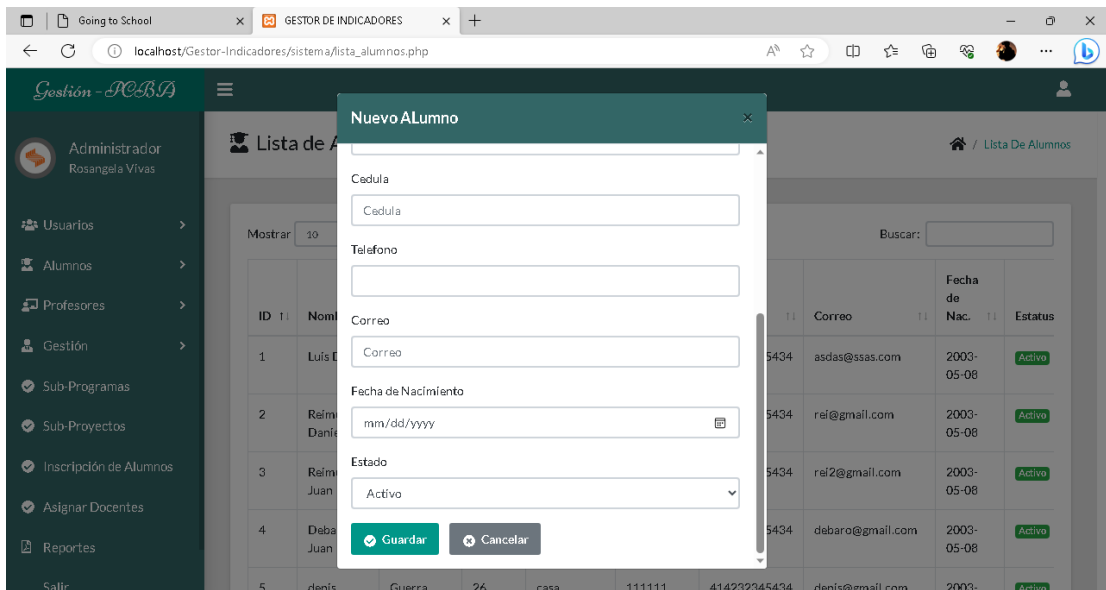 Going to School
GESTOR DE INDICADORES
localhost/Gestor-Indicadores/sistema/lista_alumnos.php
Gestión - PCBA
Administrador
Rosangela Vivas
Usuarios
Alumnos
Profesores
Gestión
Sub-Programas
Sub-Proyectos
Inscripción de Alumnos
Asignar Docentes
Reportes
Salir
Lista de A
/ Lista De Alumnos
Mostrar 10
Buscar:
ID
Correo
Fecha de Nac.
Estatus
1 Luis 5434 asdas@ssas.com 2003-05-08 Activo
2 5434 rei@gmail.com 2003-05-08 Activo
3 Juan 5434 rei2@gmail.com 2003-05-08 Activo
4 Juan 5434 debaro@gmail.com 2003-05-08 Activo
5 denis Guerra 26 casa 111111 414232345434 denis@gmail.com 2003- Activo
Nuevo ALumno
Cedula
Cedula
Telefono
Correo
Correo
Fecha de Nacimiento
mm/dd/yyyy
Estado
Activo
Guardar
Cancelar